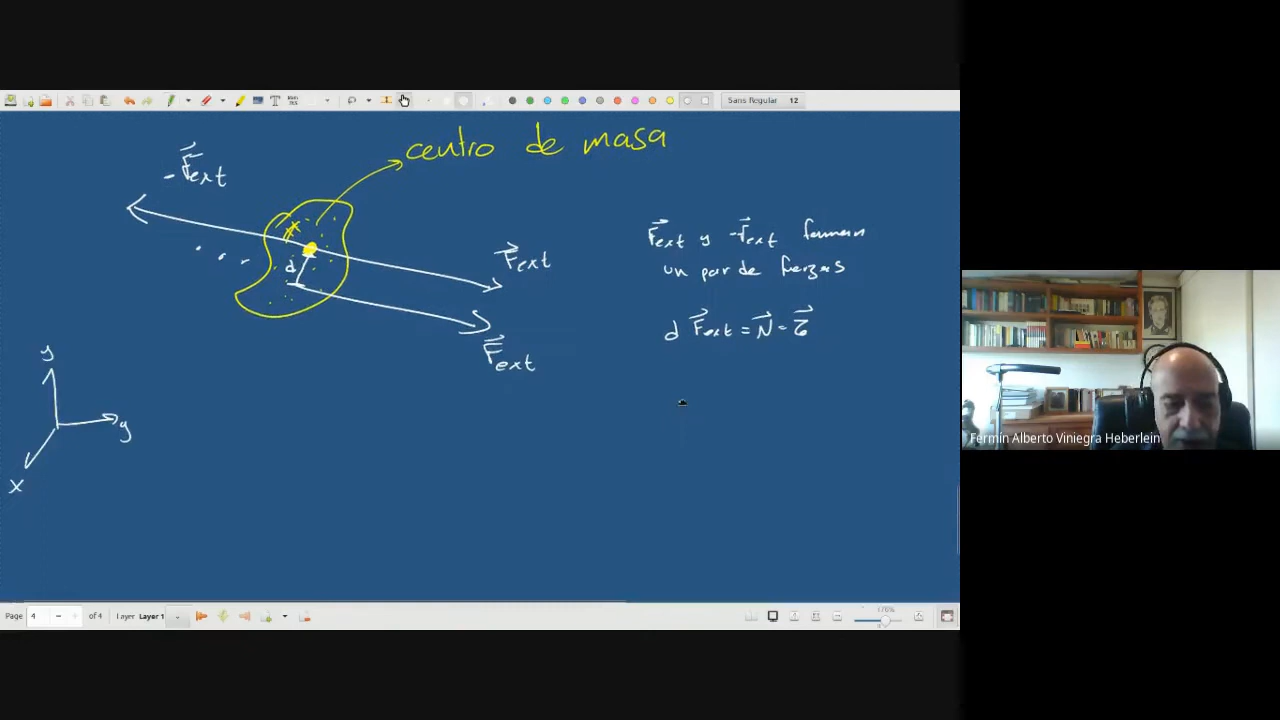 Sans Regular 12
centro de masa
-F⃗ext
F⃗ext
d
F⃗ext
F⃗ext y -F⃗ext forman
un par de fuerzas
d F⃗ext = N⃗ = τ⃗
y
y
x
Fermín Alberto Viniegra Heberlein
Page 4 of 4 Layer Layer 1
176%